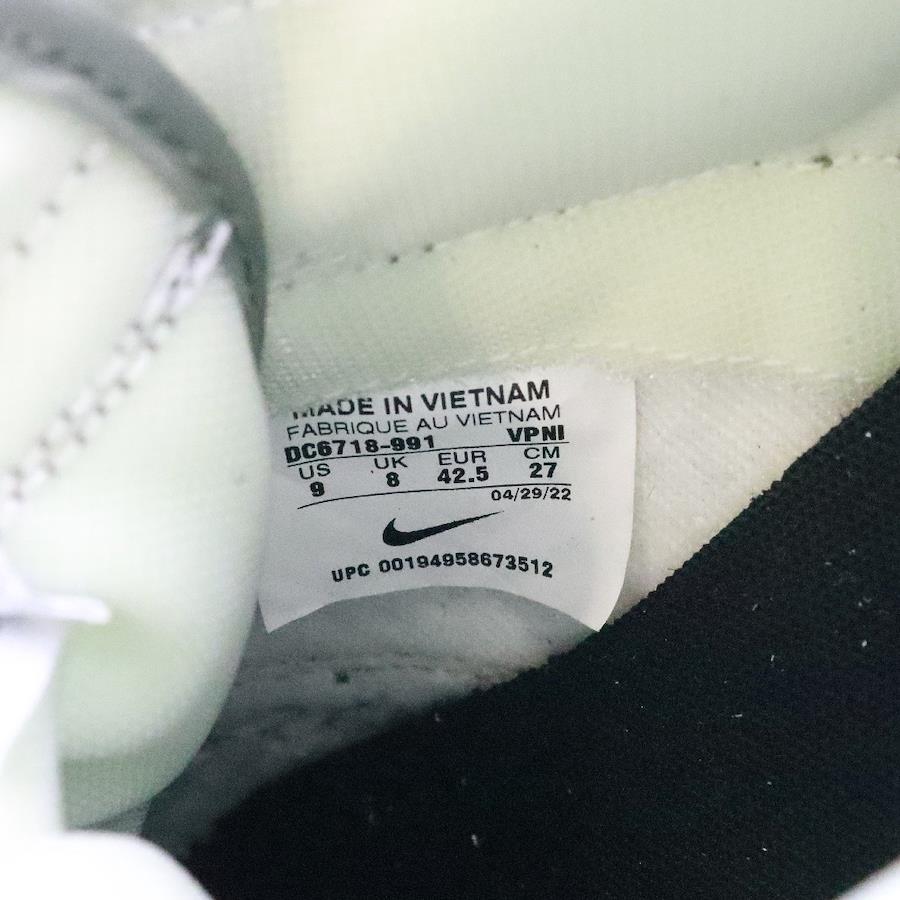 MADE IN VIETNAM
FABRIQUE AU VIETNAM
DC6718-991 VPNI
US UK EUR CM
9 8 42.5 27
04/29/22
UPC 00194958673512